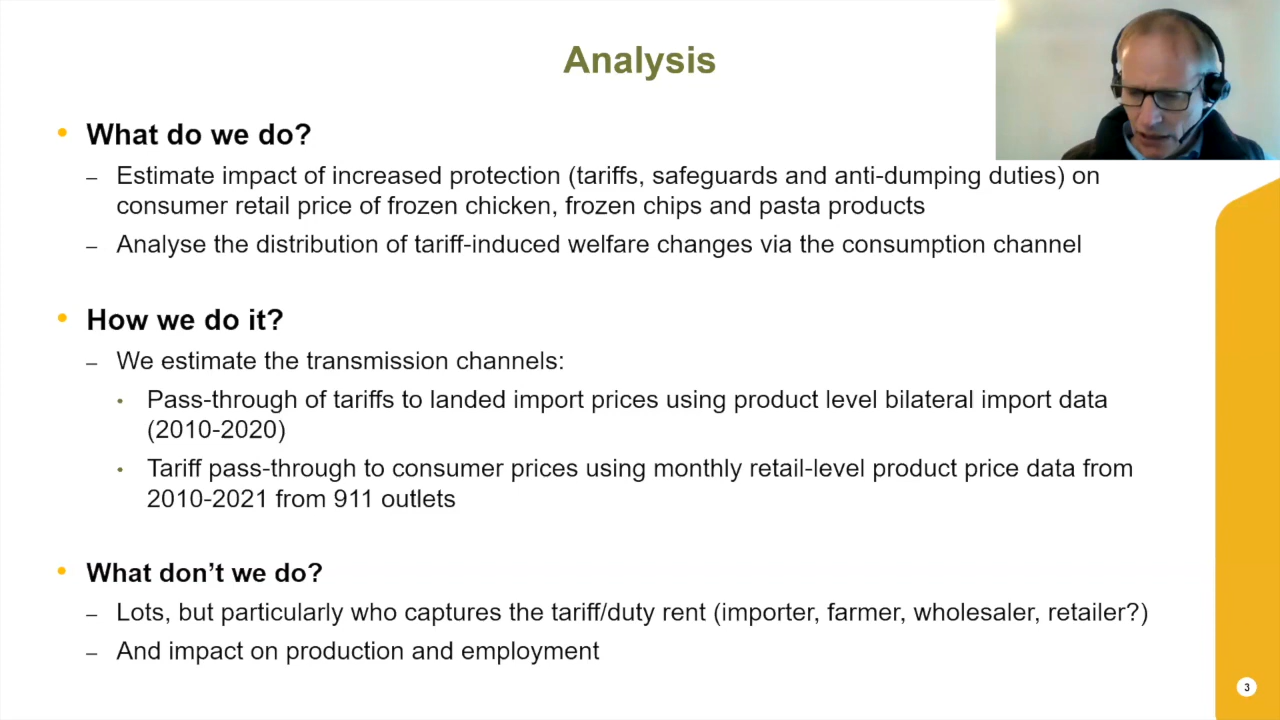 Analysis
• What do we do?
– Estimate impact of increased protection (tariffs, safeguards and anti-dumping duties) on
consumer retail price of frozen chicken, frozen chips and pasta products
– Analyse the distribution of tariff-induced welfare changes via the consumption channel
• How we do it?
– We estimate the transmission channels:
• Pass-through of tariffs to landed import prices using product level bilateral import data
(2010-2020)
• Tariff pass-through to consumer prices using monthly retail-level product price data from
2010-2021 from 911 outlets
• What don’t we do?
– Lots, but particularly who captures the tariff/duty rent (importer, farmer, wholesaler, retailer?)
– And impact on production and employment
3